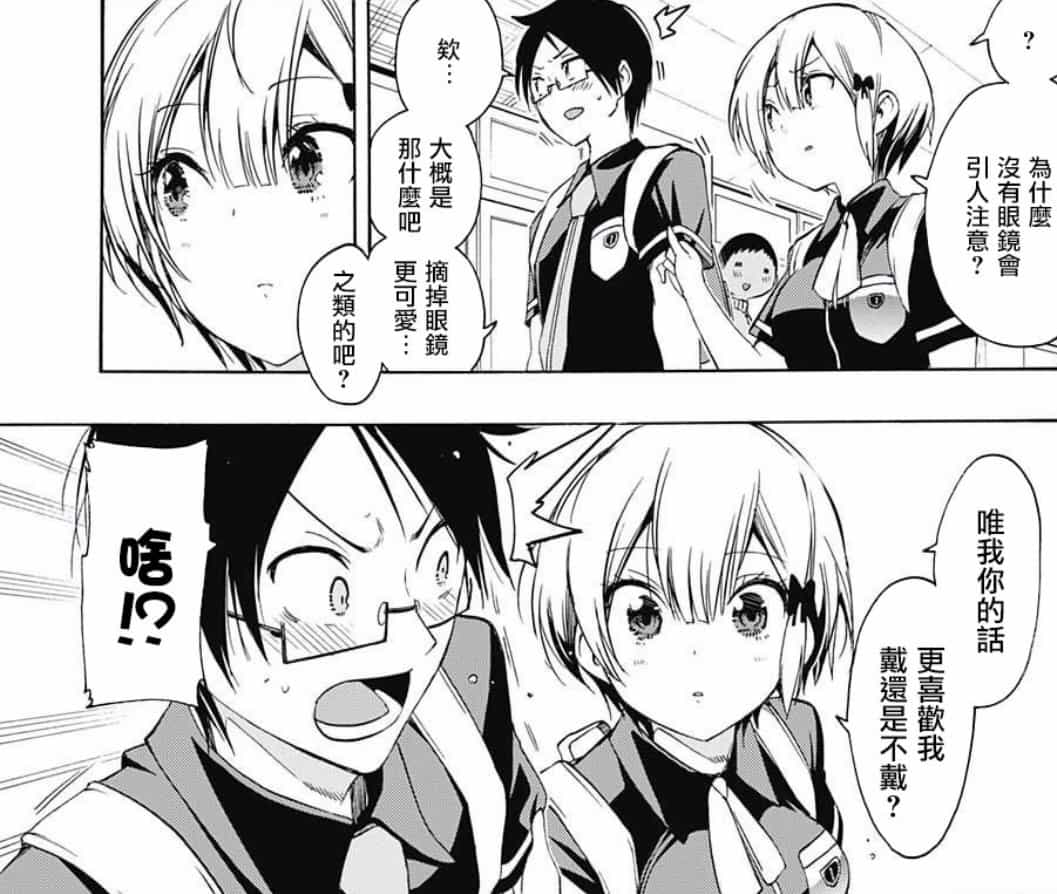 ?
為什麼
沒有眼鏡會
引人注意?
欸…
大概是
那什麼吧
摘掉眼鏡
更可愛…
之類的吧?
唯我你的話
更喜歡我
戴還是不戴?
啥!?